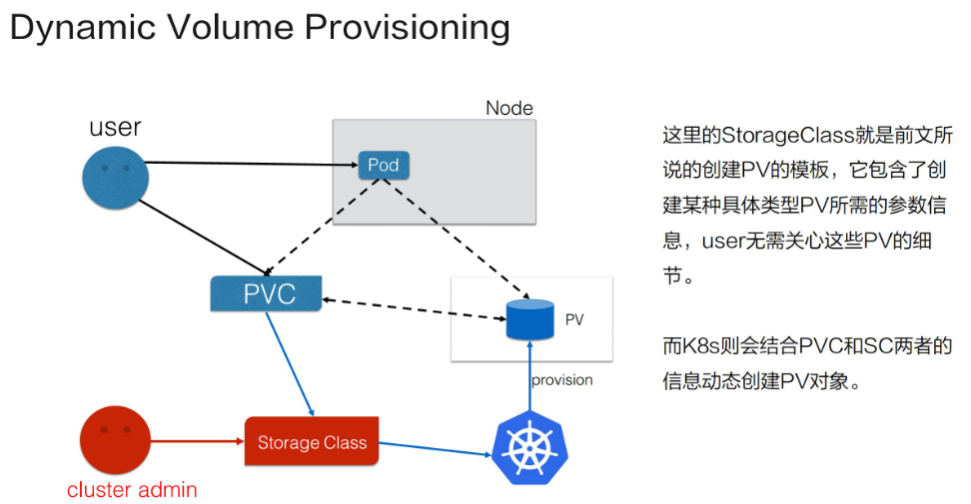 Dynamic Volume Provisioning
Node
user
Pod
PVC
PV
provision
Storage Class
cluster admin
这里的StorageClass就是前文所
说的创建PV的模板，它包含了创
建某种具体类型PV所需的参数信
息，user无需关心这些PV的细
节。
而K8s则会结合PVC和SC两者的
信息动态创建PV对象。